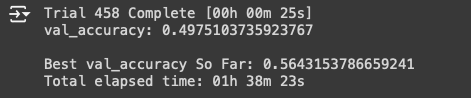 Trial 458 Complete [00h 00m 25s]
val_accuracy: 0.4975103735923767
Best val_accuracy So Far: 0.5643153786659241
Total elapsed time: 01h 38m 23s